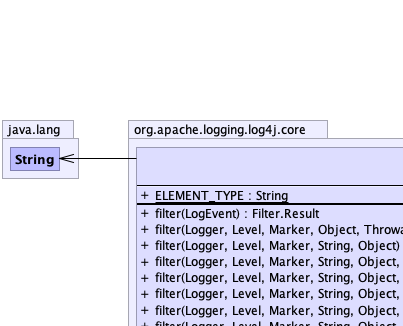 java.lang
org.apache.logging.log4j.core
String
+ ELEMENT_TYPE : String
+ filter(LogEvent) : Filter.Result
+ filter(Logger, Level, Marker, Object, Throwa
+ filter(Logger, Level, Marker, String, Object)
+ filter(Logger, Level, Marker, String, Object,
+ filter(Logger, Level, Marker, String, Object,
+ filter(Logger, Level, Marker, String, Object,
+ filter(Logger, Level, Marker, String, Object,
+ filter(Logger, Level, Marker, String, Object,